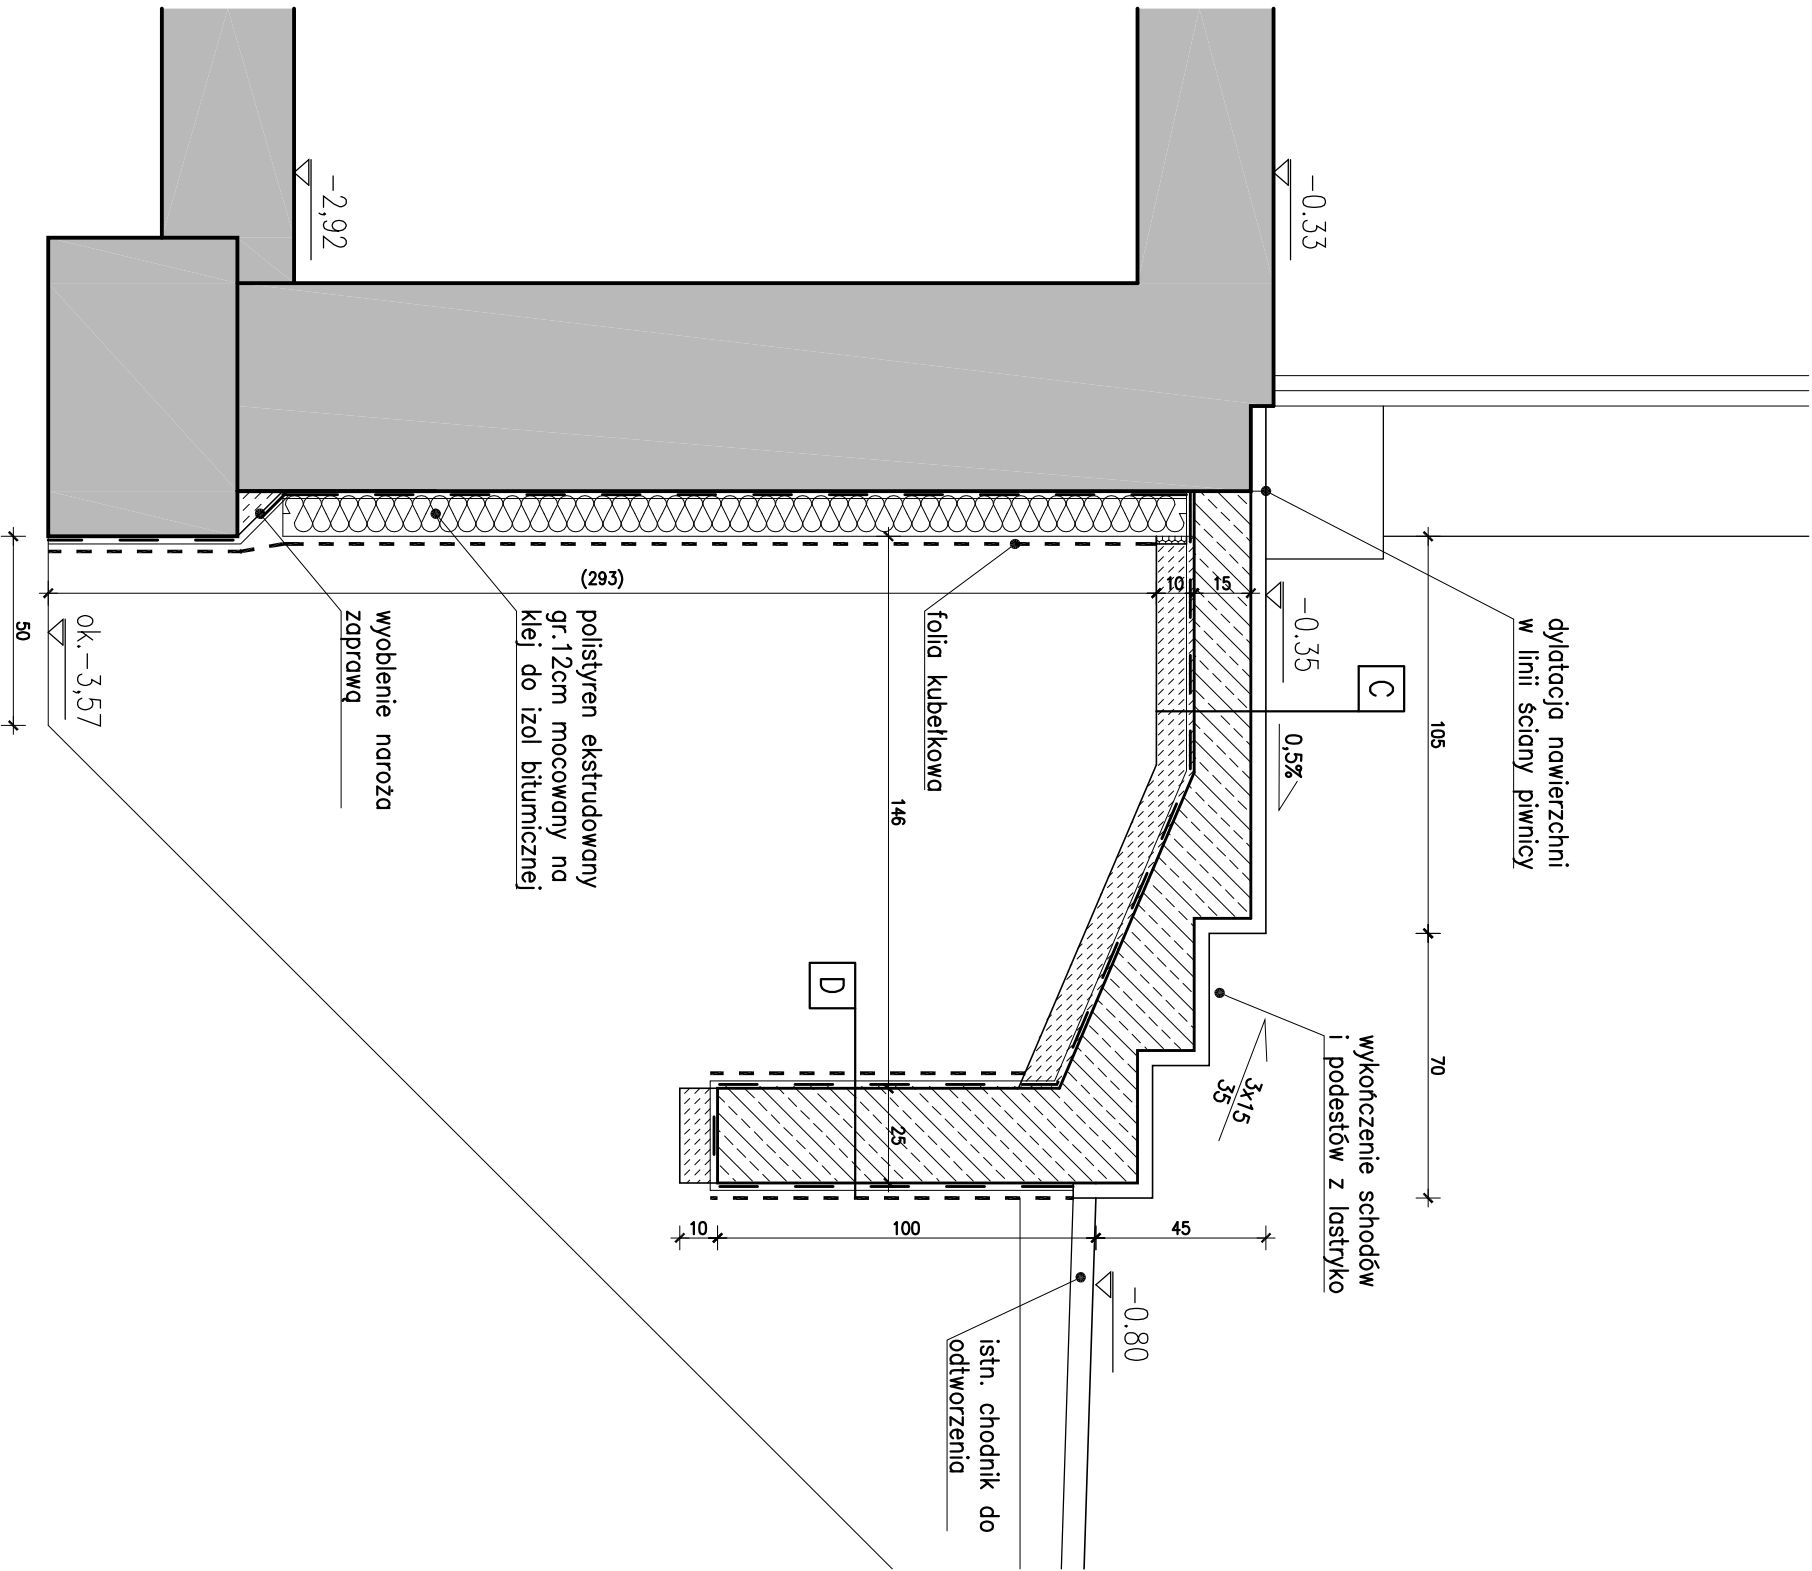 dylatacja nawierzchni
w linii ściany piwnicy
105
70
-0.33
-0.35
C
0,5%
wykończenie schodów
i podestów z lastryko
3x15
35
10
15
45
-0.80
100
10
istn. chodnik do
odtworzenia
folia kubełkowa
146
25
D
(293)
polistyren ekstrudowany
gr.12cm mocowany na
klej do izol bitumicznej
wyoblenie naroża
zaprawą
-2,92
ok.-3,57
50